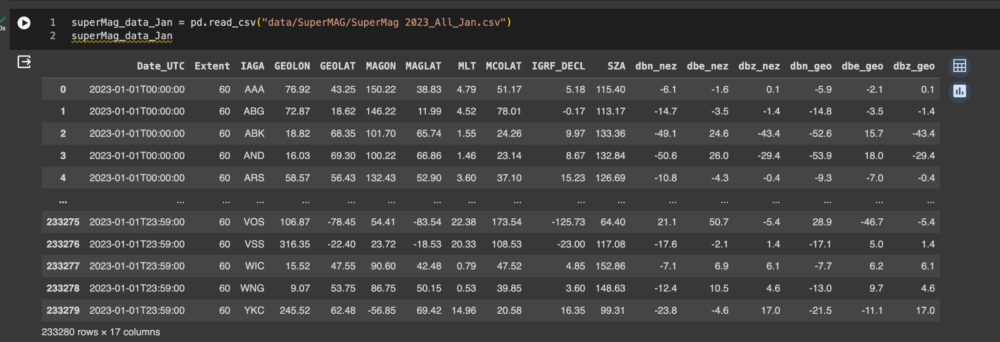 0s
1 superMag_data_Jan = pd.read_csv("data/SuperMAG/SuperMag 2023_All_Jan.csv")
2 superMag_data_Jan
Date_UTC Extent IAGA GEOLON GEOLAT MAGON MAGLAT MLT MCOLAT IGRF_DECL SZA dbn_nez dbe_nez dbz_nez dbn_geo dbe_geo dbz_geo
0 2023-01-01T00:00:00 60 AAA 76.92 43.25 150.22 38.83 4.79 51.17 5.18 115.40 -6.1 -1.6 0.1 -5.9 -2.1 0.1
1 2023-01-01T00:00:00 60 ABG 72.87 18.62 146.22 11.99 4.52 78.01 -0.17 113.17 -14.7 -3.5 -1.4 -14.8 -3.5 -1.4
2 2023-01-01T00:00:00 60 ABK 18.82 68.35 101.70 65.74 1.55 24.26 9.97 133.36 -49.1 24.6 -43.4 -52.6 15.7 -43.4
3 2023-01-01T00:00:00 60 AND 16.03 69.30 100.22 66.86 1.46 23.14 8.67 132.84 -50.6 26.0 -29.4 -53.9 18.0 -29.4
4 2023-01-01T00:00:00 60 ARS 58.57 56.43 132.43 52.90 3.60 37.10 15.23 126.69 -10.8 -4.3 -0.4 -9.3 -7.0 -0.4
... ... ... ... ... ... ... ... ... ... ... ... ... ... ... ... ... ...
233275 2023-01-01T23:59:00 60 VOS 106.87 -78.45 54.41 -83.54 22.38 173.54 -125.73 64.40 21.1 50.7 -5.4 28.9 -46.7 -5.4
233276 2023-01-01T23:59:00 60 VSS 316.35 -22.40 23.72 -18.53 20.33 108.53 -23.00 117.08 -17.6 -2.1 1.4 -17.1 5.0 1.4
233277 2023-01-01T23:59:00 60 WIC 15.52 47.55 90.60 42.48 0.79 47.52 4.85 152.86 -7.1 6.9 6.1 -7.7 6.2 6.1
233278 2023-01-01T23:59:00 60 WNG 9.07 53.75 86.75 50.15 0.53 39.85 3.60 148.63 -12.4 10.5 4.6 -13.0 9.7 4.6
233279 2023-01-01T23:59:00 60 YKC 245.52 62.48 -56.85 69.42 14.96 20.58 16.35 99.31 -23.8 -4.6 17.0 -21.5 -11.1 17.0
233280 rows × 17 columns